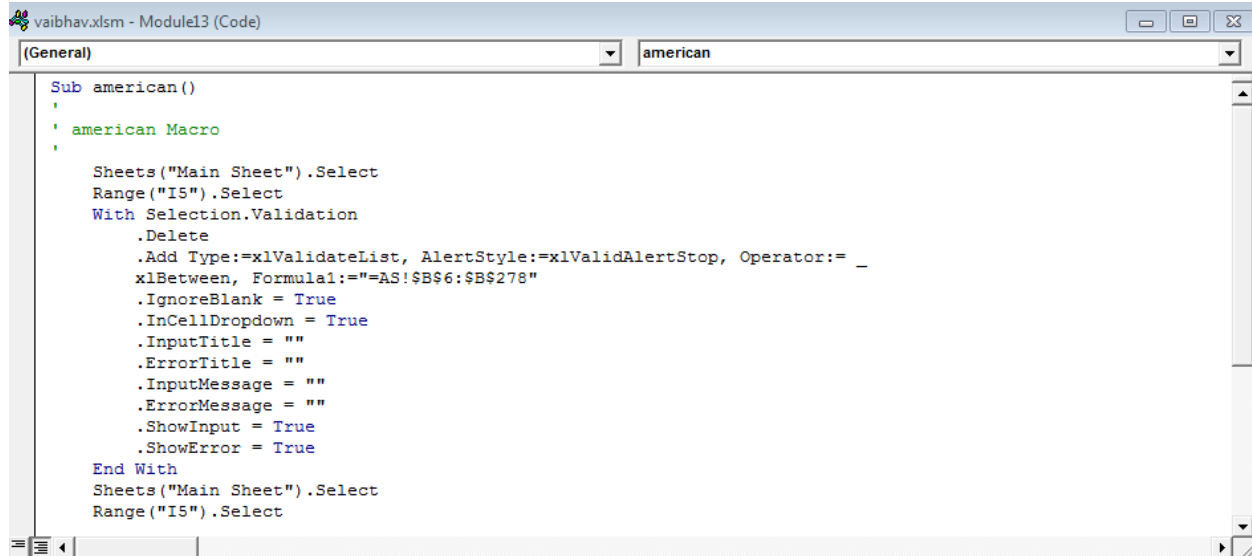 vaibhav.xlsm - Module13 (Code)
(General) american
Sub american()
'
' american Macro
'
    Sheets("Main Sheet").Select
    Range("I5").Select
    With Selection.Validation
        .Delete
        .Add Type:=xlValidateList, AlertStyle:=xlValidAlertStop, Operator:= _
        xlBetween, Formula1:="=AS!$B$6:$B$278"
        .IgnoreBlank = True
        .InCellDropdown = True
        .InputTitle = ""
        .ErrorTitle = ""
        .InputMessage = ""
        .ErrorMessage = ""
        .ShowInput = True
        .ShowError = True
    End With
    Sheets("Main Sheet").Select
    Range("I5").Select